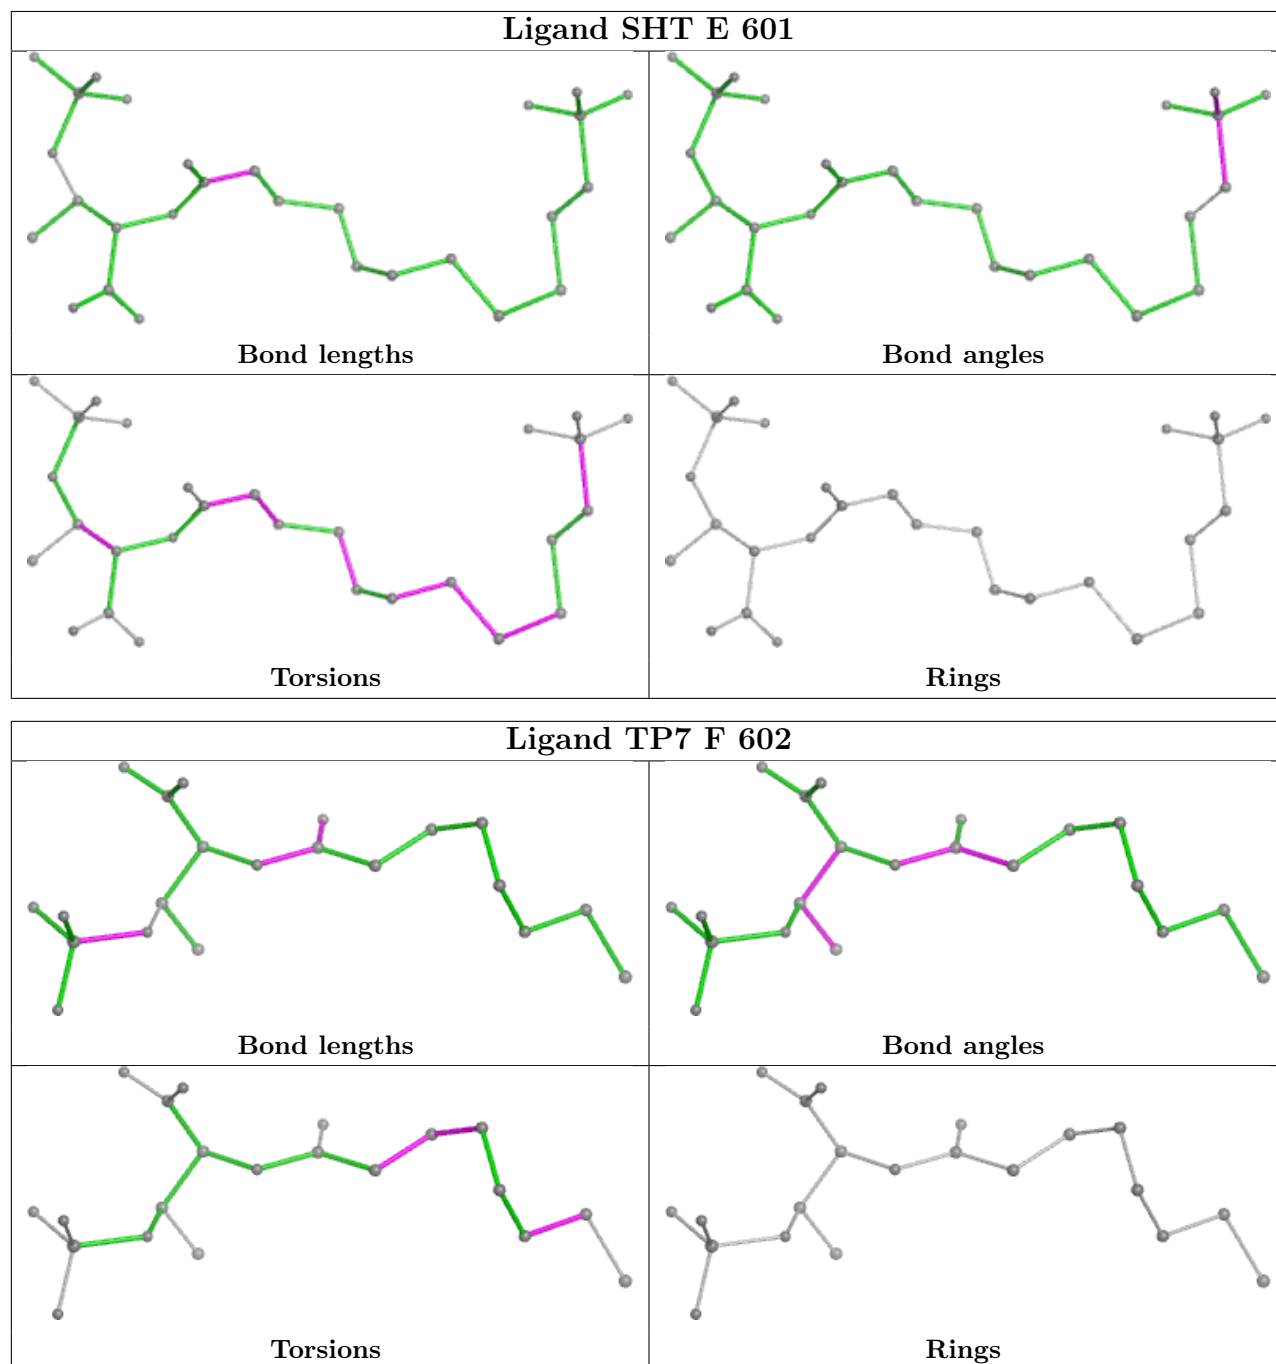 Ligand SHT E 601
Bond lengths
Bond angles
Torsions
Rings
Ligand TP7 F 602
Bond lengths
Bond angles
Torsions
Rings